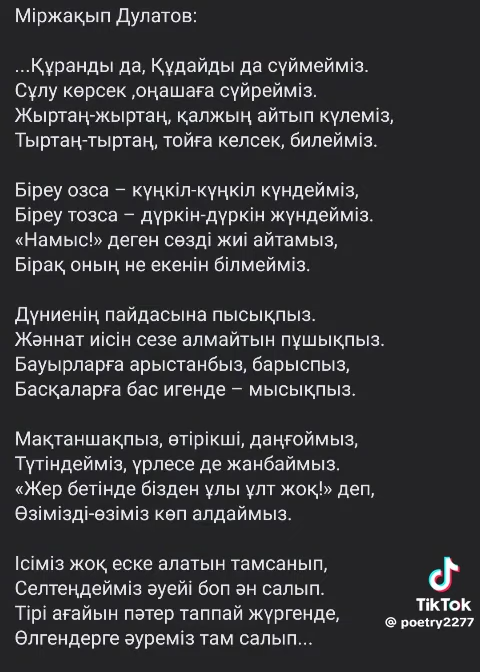 Міржақып Дулатов:
...Құранды да, Құдайды да сүймейміз.
Сұлу көрсек ,оңашаға сүйрейміз.
Жыртаң-жыртаң, қалжың айтып күлеміз,
Тыртаң-тыртаң, тойға келсек, билейміз.
Біреу озса – күңкіл-күңкіл күндейміз,
Біреу тозса – дүркін-дүркін жүндейміз.
«Намыс!» деген сөзді жиі айтамыз,
Бірақ оның не екенін білмейміз.
Дүниенің пайдасына пысықпыз.
Жәннат иісін сезе алмайтын пұшықпыз.
Бауырларға арыстанбыз, барыспыз,
Басқаларға бас игенде – мысықпыз.
Мақтаншақпыз, өтірікші, даңғоймыз,
Түтіндейміз, үрлесе де жанбаймыз.
«Жер бетінде бізден ұлы ұлт жоқ!» деп,
Өзімізді-өзіміз көп алдаймыз.
Ісіміз жоқ еске алатын тамсанып,
Селтеңдейміз әуейі боп ән салып.
Тірі ағайын пәтер таппай жүргенде,
Өлгендерге әуреміз там салып...
TikTok
@ poetry2277